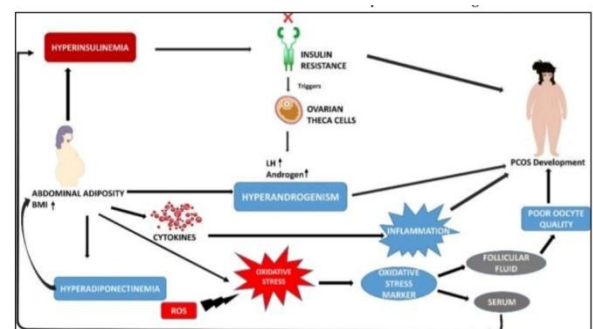 HYPERINSULINEMIA
INSULIN
RESISTANCE
Triggers
OVARIAN
THECA CELLS
LH ↑
Androgen ↑
PCOS Development
ABDOMINAL ADIPOSITY
BMI ↑
HYPERANDROGENISM
CYTOKINES
INFLAMMATION
POOR OOCYTE
QUALITY
HYPERADIPONECTINEMIA
OXIDATIVE
STRESS
ROS
OXIDATIVE
STRESS
MARKER
FOLLICULAR
FLUID
SERUM